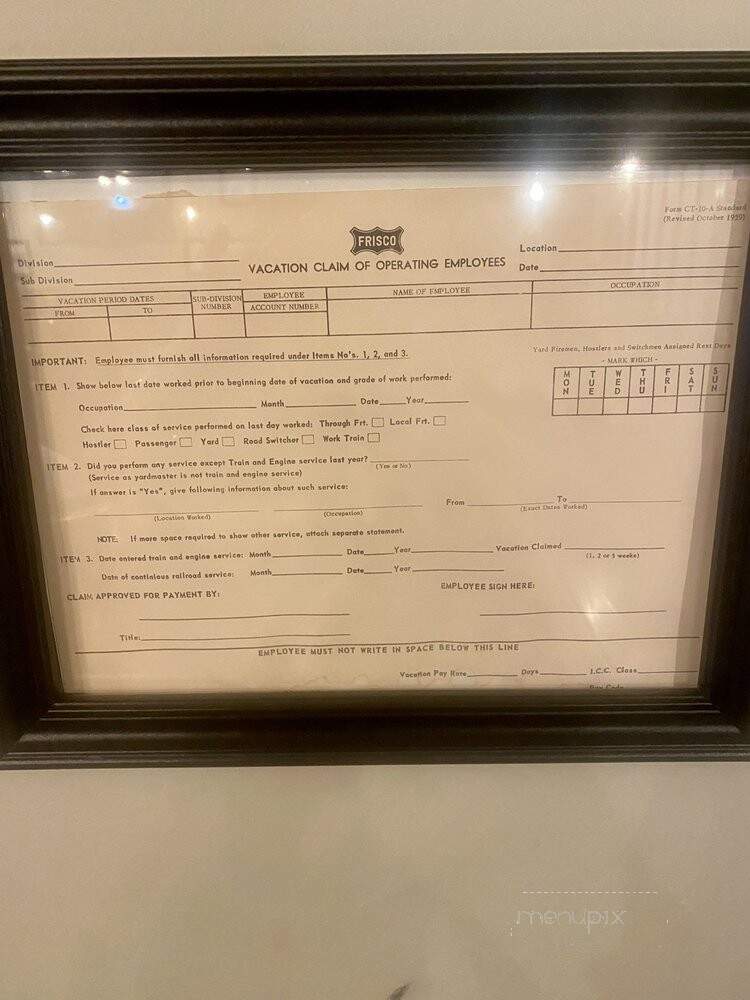 Form CT-10-A Standard
(Revised October 1959)
FRISCO
Division
Location
VACATION CLAIM OF OPERATING EMPLOYEES
Sub Division
Date
VACATION PERIOD DATES
SUB-DIVISION NUMBER
EMPLOYEE ACCOUNT NUMBER
NAME OF EMPLOYEE
OCCUPATION
FROM
TO
IMPORTANT: Employee must furnish all information required under Items No's. 1, 2, and 3.
Yard Firemen, Hostlers and Switchmen Assigned Rest Days
- MARK WHICH -
MON TUE WED THU FRI SAT SUN
ITEM 1. Show below last date worked prior to beginning date of vacation and grade of work performed:
Occupation Month Date Year
Check here class of service performed on last day worked: Through Frt. Local Frt.
Hostler Passenger Yard Road Switcher Work Train
ITEM 2. Did you perform any service except Train and Engine service last year?
(Yes or No)
(Service as yardmaster is not train and engine service)
If answer is "Yes", give following information about such service:
From To
(Location Worked) (Occupation) (Exact Dates Worked)
NOTE: If more space required to show other service, attach separate statement.
ITEM 3. Date entered train and engine service: Month Date Year Vacation Claimed
(1, 2 or 3 weeks)
Date of continious railroad service: Month Date Year
CLAIM APPROVED FOR PAYMENT BY:
EMPLOYEE SIGN HERE:
Title:
EMPLOYEE MUST NOT WRITE IN SPACE BELOW THIS LINE
Vacation Pay Rate Days I.C.C. Class
menupix